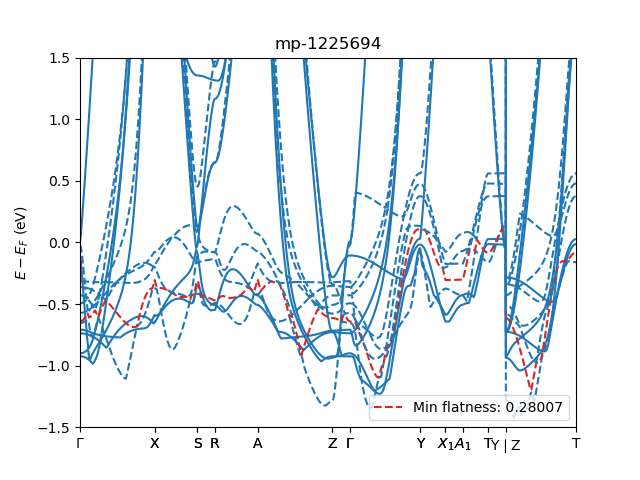 mp-1225694
E − E_F (eV)
1.5
1.0
0.5
0.0
−0.5
−1.0
−1.5
Min flatness: 0.28007
Γ X S R A Z Γ Y X₁ A₁ T Y | Z T